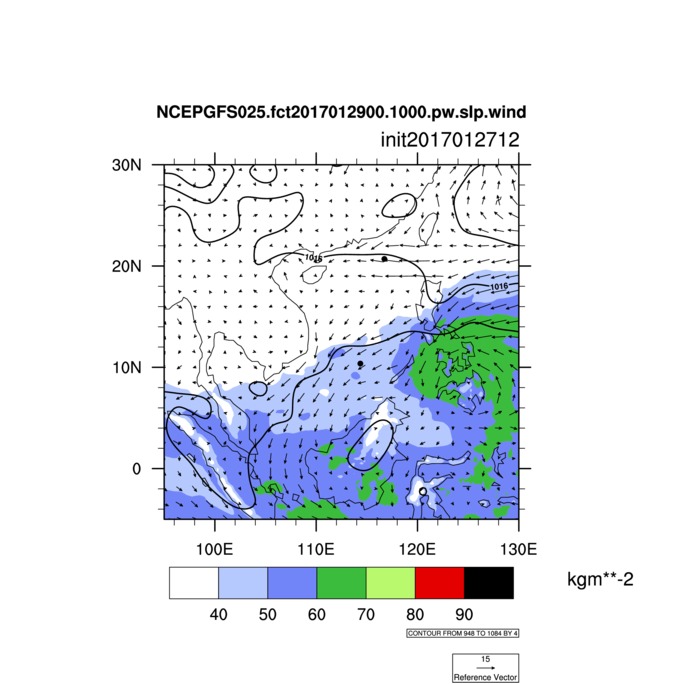 NCEPGFS025.fct2017012900.1000.pw.slp.wind
init2017012712
30N
20N
10N
0
1016
1016
100E 110E 120E 130E
40 50 60 70 80 90
kgm**-2
CONTOUR FROM 948 TO 1084 BY 4
15
Reference Vector